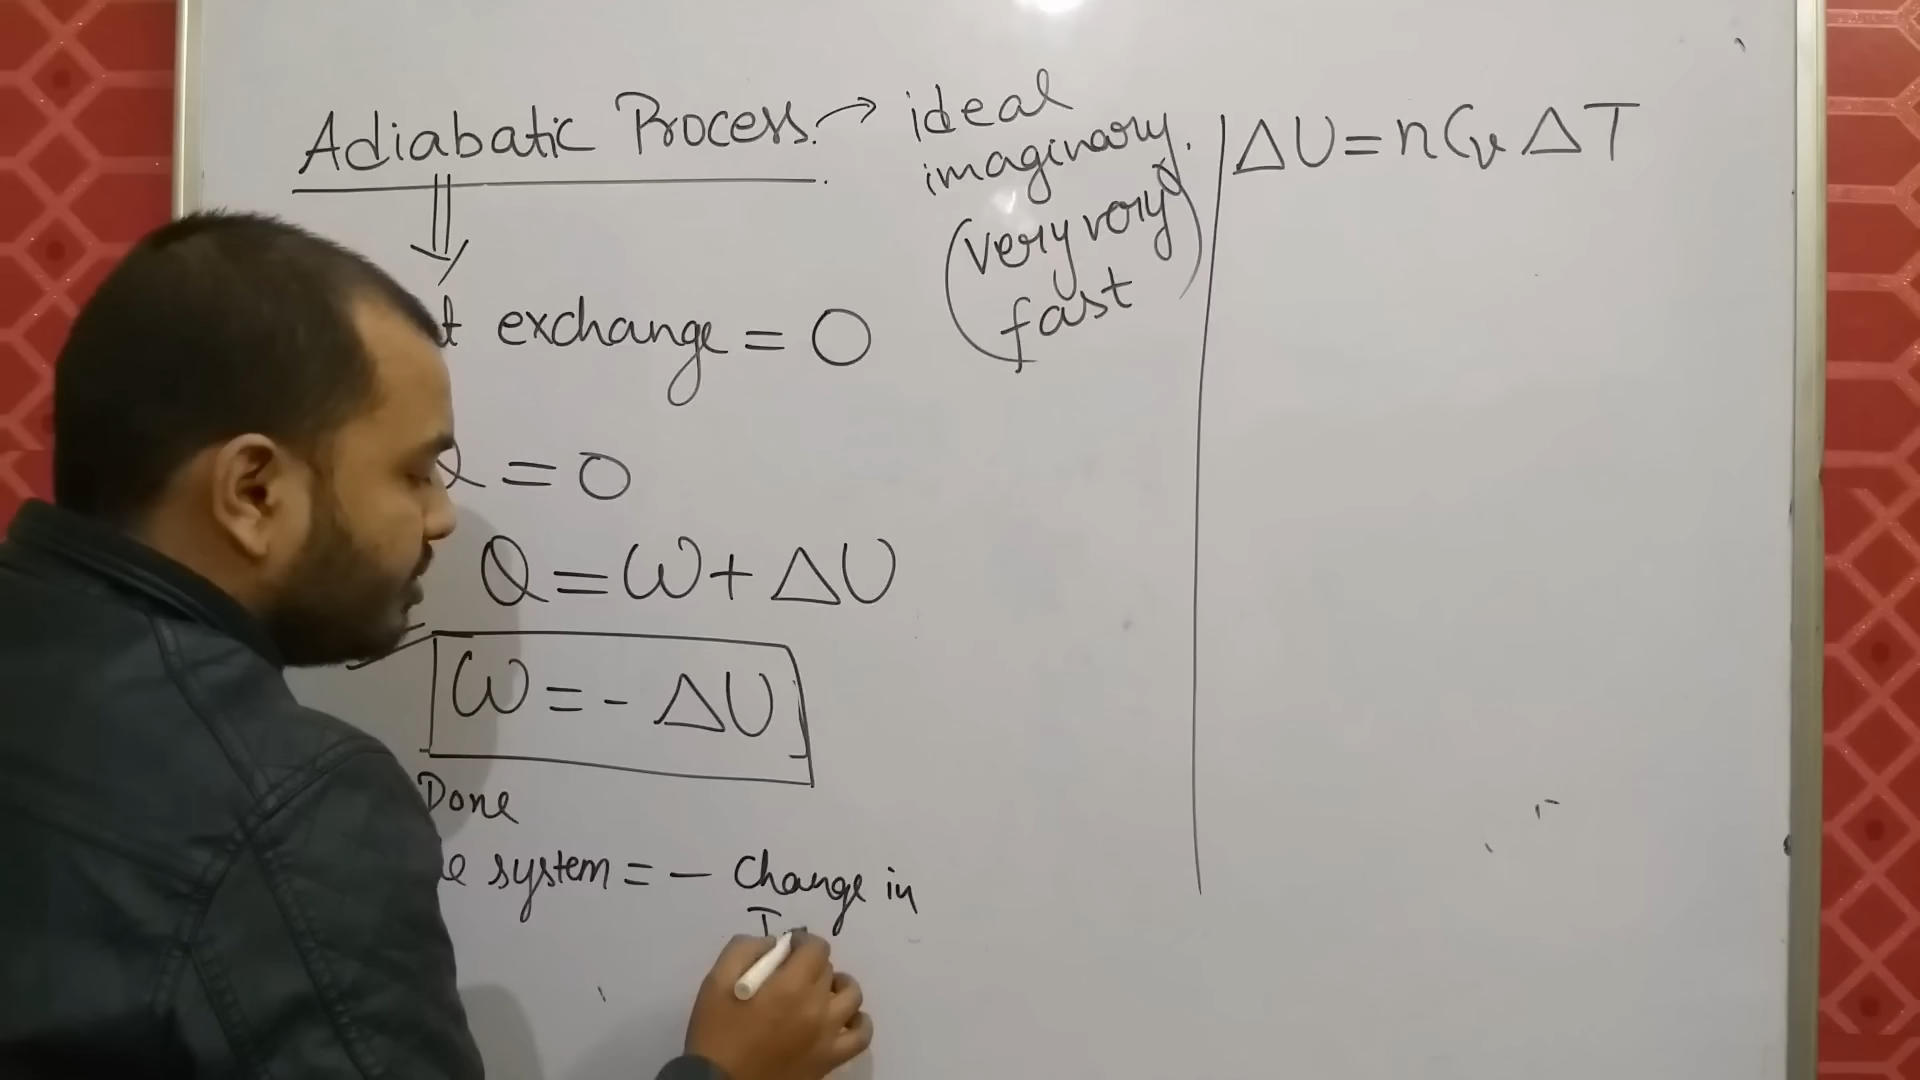 Adiabatic Process. → ideal
imaginary.
(very very
fast
exchange = 0
= 0
Q = W + ΔU
W = - ΔU
Done
system = - Change in
ΔU = nCv ΔT